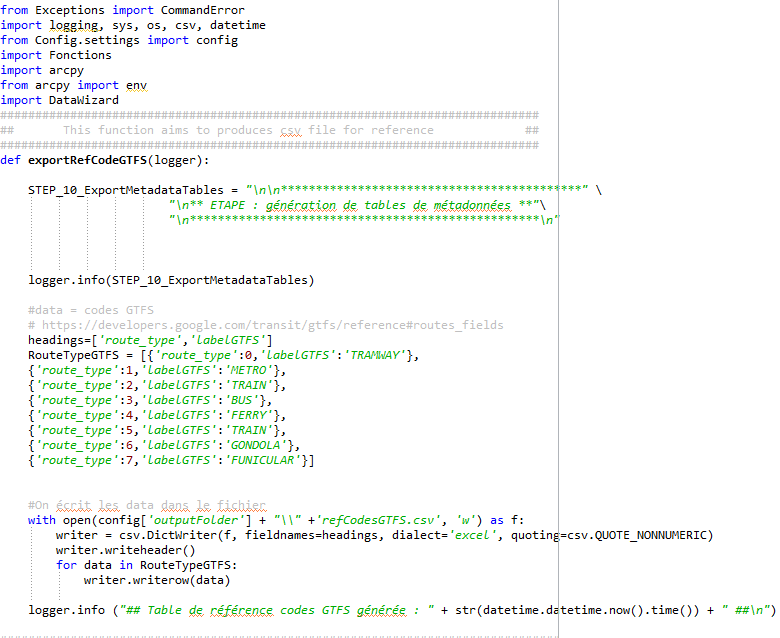 from Exceptions import CommandError
import logging, sys, os, csv, datetime
from Config.settings import config
import Fonctions
import arcpy
from arcpy import env
import DataWizard
#############################################################################
##       This function aims to produces csv file for reference             ##
#############################################################################
def exportRefCodeGTFS(logger):
    STEP_10_ExportMetadataTables = "\n\n*******************************************" \
                        "\n** ETAPE : génération de tables de métadonnées **"\
                        "\n**************************************************\n"
    logger.info(STEP_10_ExportMetadataTables)
    #data = codes GTFS
    # https://developers.google.com/transit/gtfs/reference#routes_fields
    headings=['route_type','labelGTFS']
    RouteTypeGTFS = [{'route_type':0,'labelGTFS':'TRAMWAY'},
    {'route_type':1,'labelGTFS':'METRO'},
    {'route_type':2,'labelGTFS':'TRAIN'},
    {'route_type':3,'labelGTFS':'BUS'},
    {'route_type':4,'labelGTFS':'FERRY'},
    {'route_type':5,'labelGTFS':'TRAIN'},
    {'route_type':6,'labelGTFS':'GONDOLA'},
    {'route_type':7,'labelGTFS':'FUNICULAR'}]
    #On écrit les data dans le fichier
    with open(config['outputFolder'] + "\\" +'refCodesGTFS.csv', 'w') as f:
        writer = csv.DictWriter(f, fieldnames=headings, dialect='excel', quoting=csv.QUOTE_NONNUMERIC)
        writer.writeheader()
        for data in RouteTypeGTFS:
            writer.writerow(data)
    logger.info ("## Table de référence codes GTFS générée : " + str(datetime.datetime.now().time()) + " ##\n")